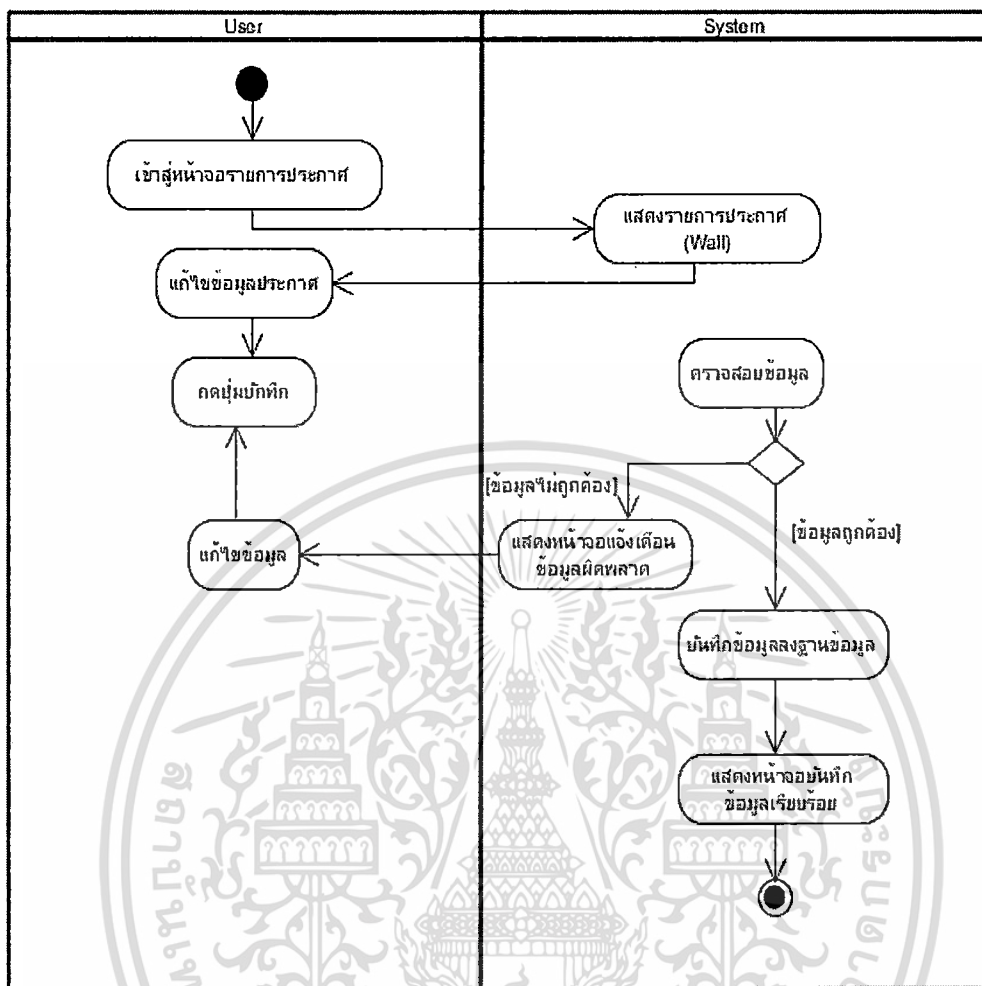 User
System
เข้าสู่หน้าจอรายการประกาศ
แสดงรายการประกาศ
(Wall)
แก้ไขข้อมูลประกาศ
กดปุ่มบักทึก
ตรวจสอบข้อมูล
[ข้อมูลไม่ถูกต้อง]
[ข้อมูลถูกต้อง]
แก้ไขข้อมูล
แสดงหน้าจอแจ้งเตือน
ข้อมูลผิดพลาด
บันทึกข้อมูลลงฐานข้อมูล
แสดงหน้าจอบันทึก
ข้อมูลเรียบร้อย